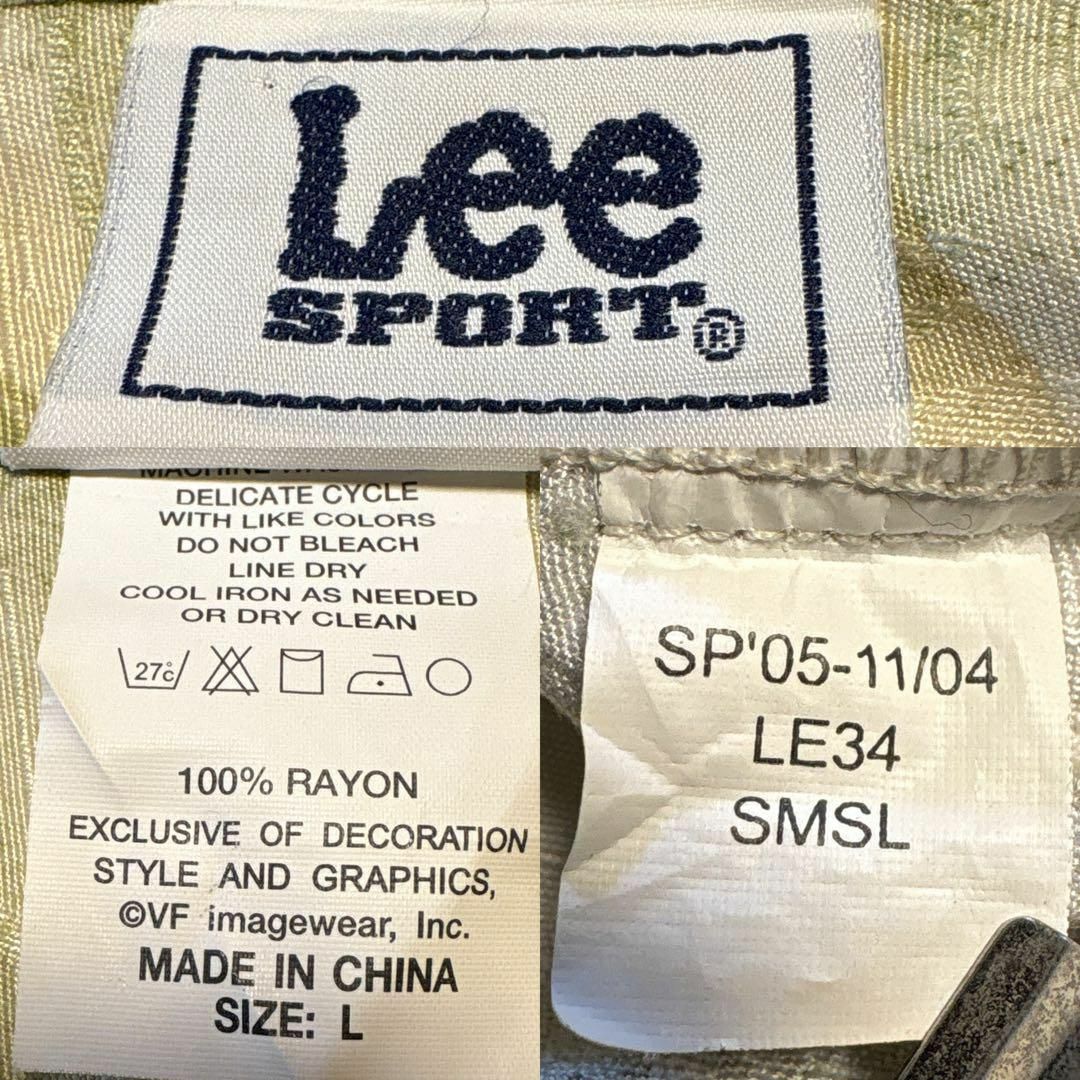 Lee
SPORT®
MACHINE
DELICATE CYCLE
WITH LIKE COLORS
DO NOT BLEACH
LINE DRY
COOL IRON AS NEEDED
OR DRY CLEAN
27°c
100% RAYON
EXCLUSIVE OF DECORATION
STYLE AND GRAPHICS,
©VF imagewear, Inc.
MADE IN CHINA
SIZE: L
SP'05-11/04
LE34
SMSL